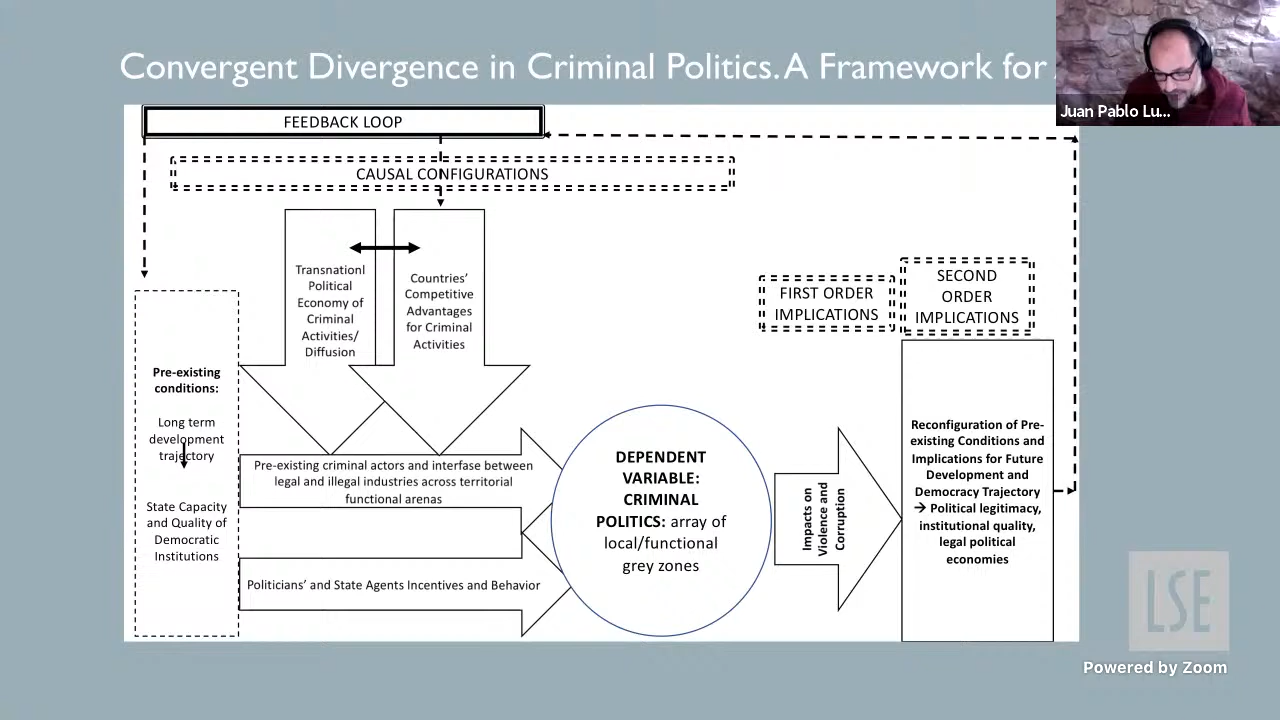 Convergent Divergence in Criminal Politics. A Framework for
Juan Pablo Lu...
FEEDBACK LOOP
CAUSAL CONFIGURATIONS
Transnationl
Political
Economy of
Criminal
Activities/
Diffusion
Countries'
Competitive
Advantages
for Criminal
Activities
FIRST ORDER
IMPLICATIONS
SECOND
ORDER
IMPLICATIONS
Pre-existing
conditions:
Long term
development
trajectory
State Capacity
and Quality of
Democratic
Institutions
Pre-existing criminal actors and interfase between
legal and illegal industries across territorial
functional arenas
Politicians' and State Agents Incentives and Behavior
DEPENDENT
VARIABLE:
CRIMINAL
POLITICS: array of
local/functional
grey zones
Impacts on
Violence and
Corruption
Reconfiguration of Pre-
existing Conditions and
Implications for Future
Development and
Democracy Trajectory
→ Political legitimacy,
institutional quality,
legal political
economies
LSE
Powered by Zoom